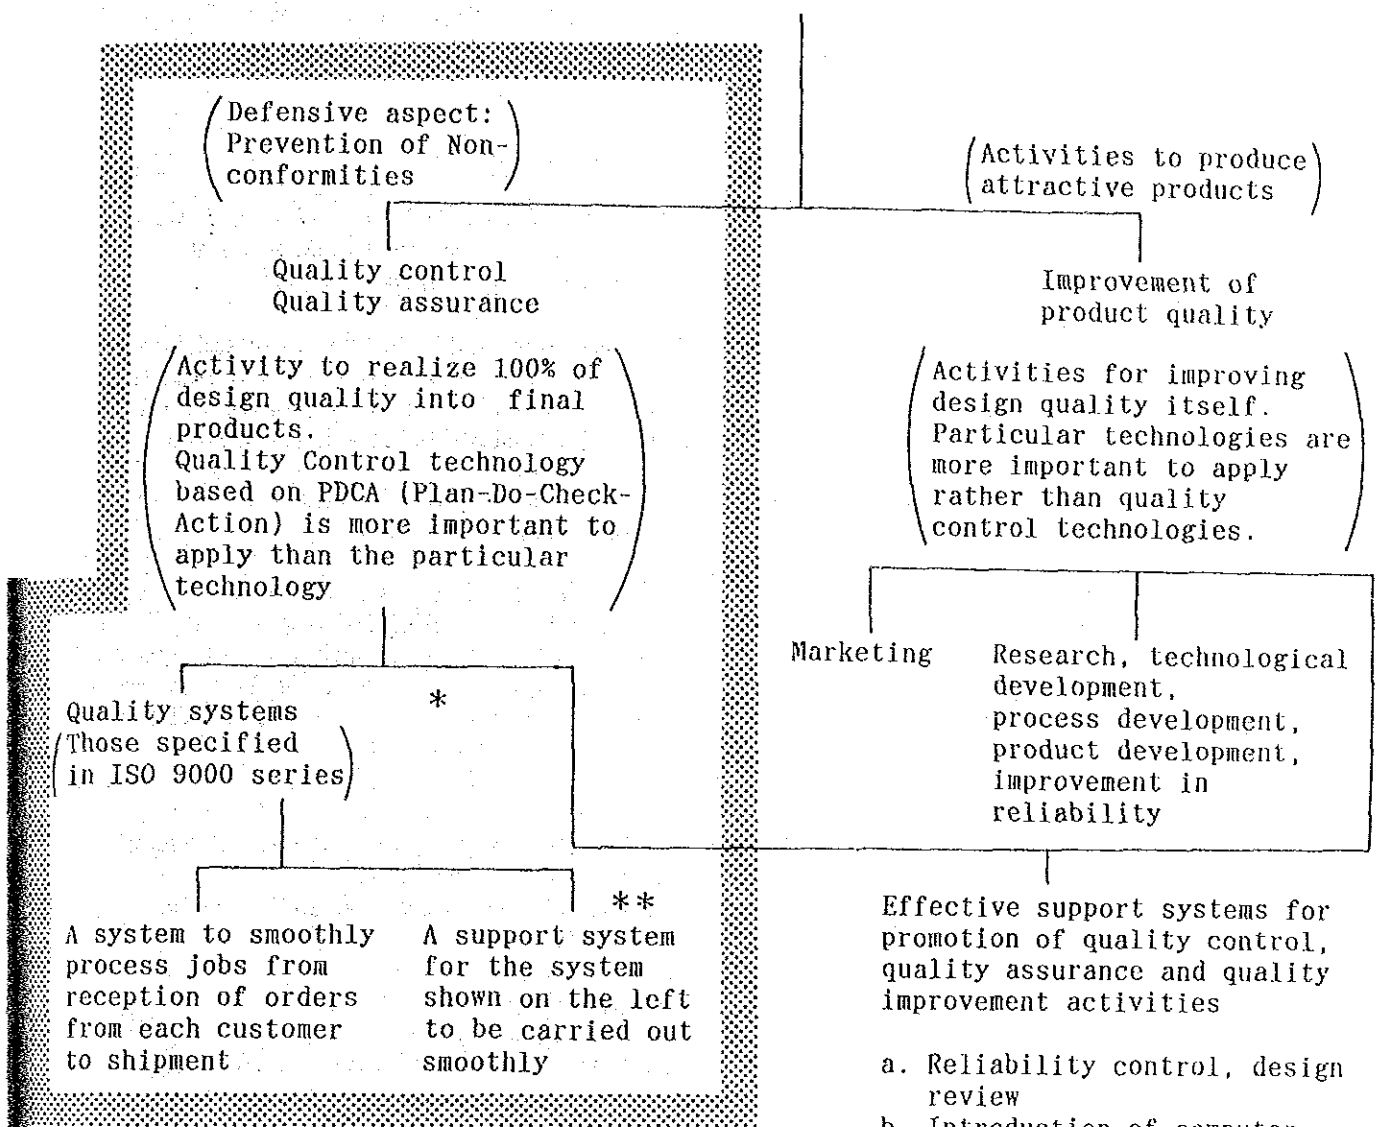 Defensive aspect:
Prevention of Non-
conformities
Quality control
Quality assurance
Activity to realize 100% of
design quality into final
products.
Quality Control technology
based on PDCA (Plan-Do-Check-
Action) is more important to
apply than the particular
technology
*
Quality systems
(Those specified
in ISO 9000 series)
A system to smoothly
process jobs from
reception of orders
from each customer
to shipment
**
A support system
for the system
shown on the left
to be carried out
smoothly
(Activities to produce
attractive products)
Improvement of
product quality
Activities for improving
design quality itself.
Particular technologies are
more important to apply
rather than quality
control technologies.
Marketing
Research, technological
development,
process development,
product development,
improvement in
reliability
Effective support systems for
promotion of quality control,
quality assurance and quality
improvement activities
a. Reliability control, design
review
b. Introduction of computer